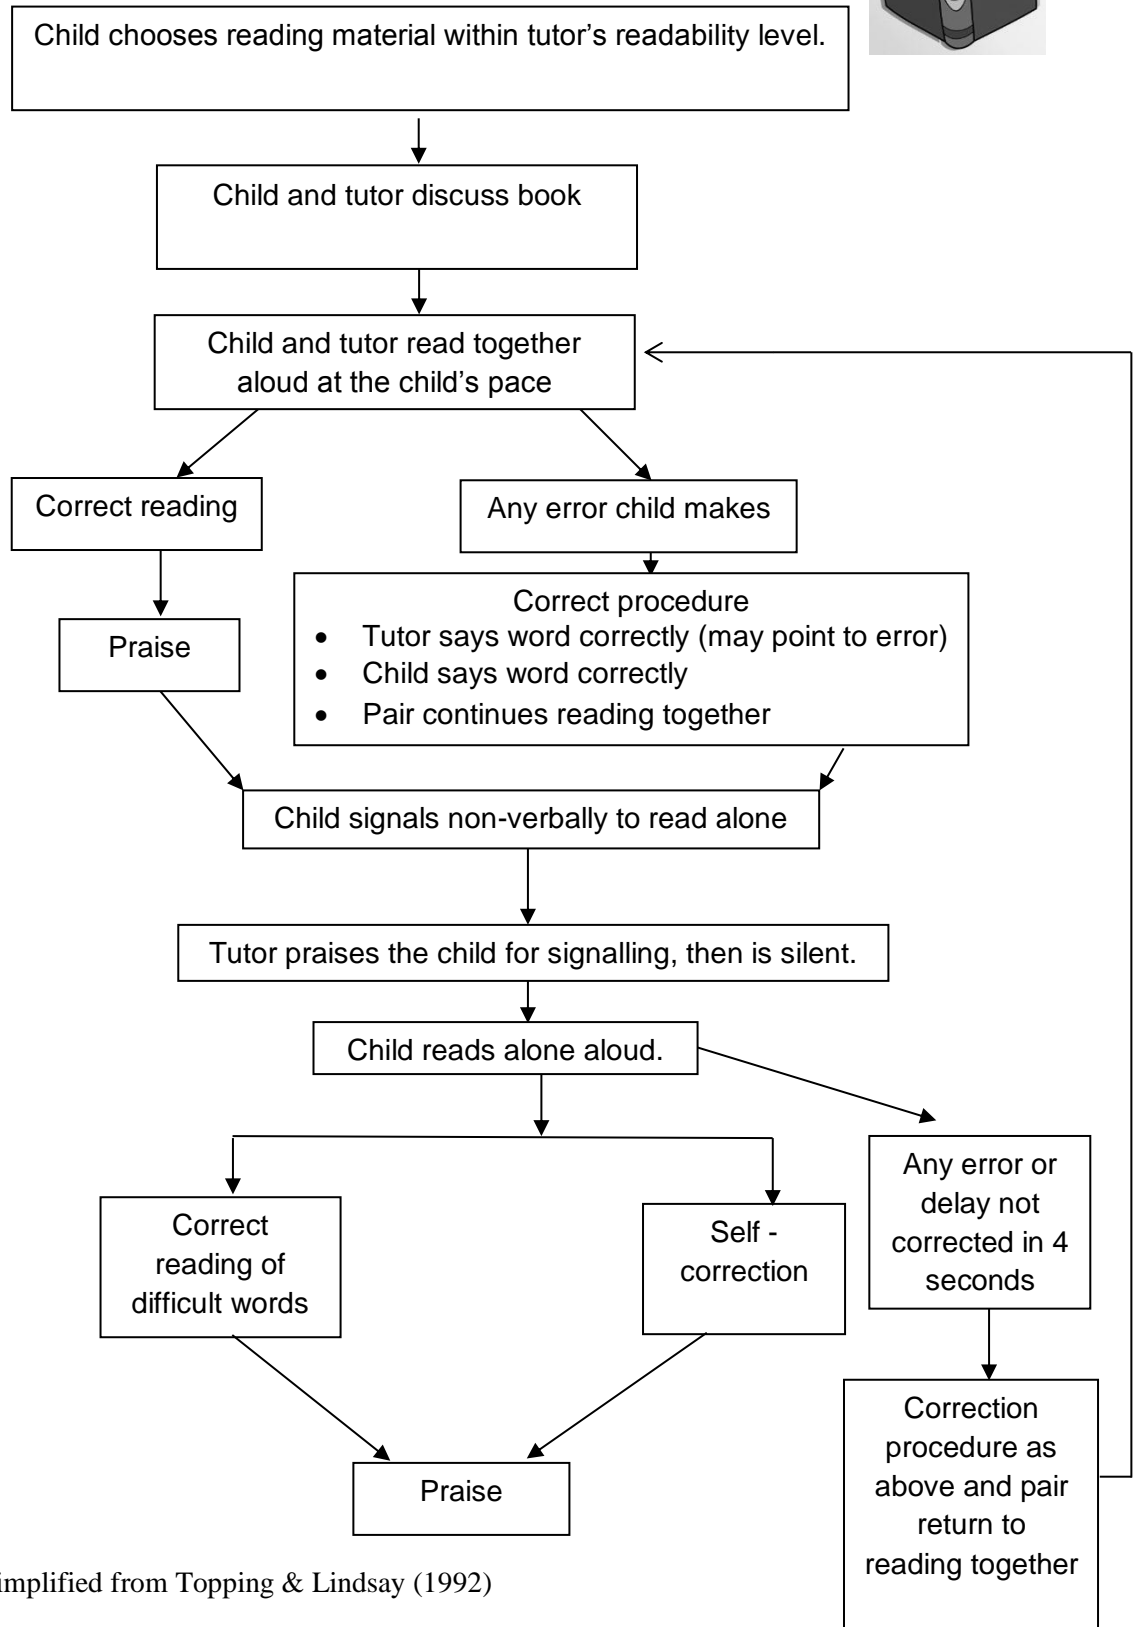 Child chooses reading material within tutor’s readability level.
Child and tutor discuss book
Child and tutor read together
aloud at the child’s pace
Correct reading
Any error child makes
Praise
Correct procedure
• Tutor says word correctly (may point to error)
• Child says word correctly
• Pair continues reading together
Child signals non-verbally to read alone
Tutor praises the child for signalling, then is silent.
Child reads alone aloud.
Correct
reading of
difficult words
Self -
correction
Any error or
delay not
corrected in 4
seconds
Praise
Correction
procedure as
above and pair
return to
reading together
implified from Topping & Lindsay (1992)